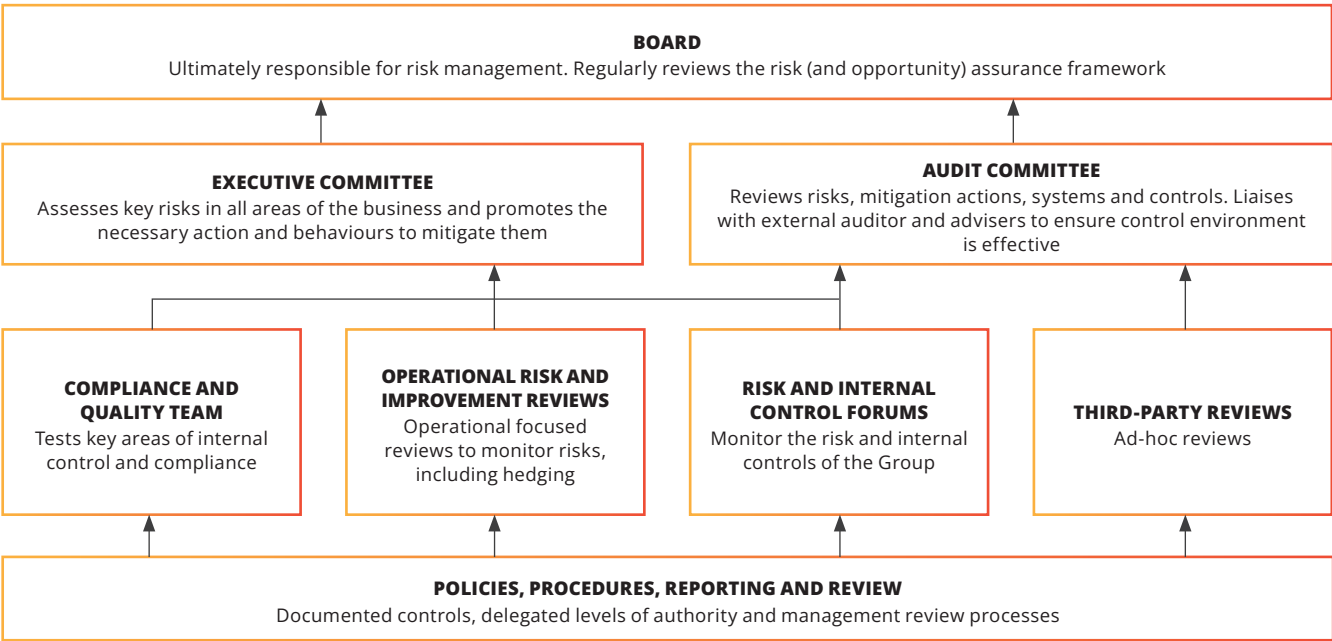 BOARD
Ultimately responsible for risk management. Regularly reviews the risk (and opportunity) assurance framework
EXECUTIVE COMMITTEE
Assesses key risks in all areas of the business and promotes the
necessary action and behaviours to mitigate them
AUDIT COMMITTEE
Reviews risks, mitigation actions, systems and controls. Liaises
with external auditor and advisers to ensure control environment
is effective
COMPLIANCE AND
QUALITY TEAM
Tests key areas of internal
control and compliance
OPERATIONAL RISK AND
IMPROVEMENT REVIEWS
Operational focused
reviews to monitor risks,
including hedging
RISK AND INTERNAL
CONTROL FORUMS
Monitor the risk and internal
controls of the Group
THIRD-PARTY REVIEWS
Ad-hoc reviews
POLICIES, PROCEDURES, REPORTING AND REVIEW
Documented controls, delegated levels of authority and management review processes